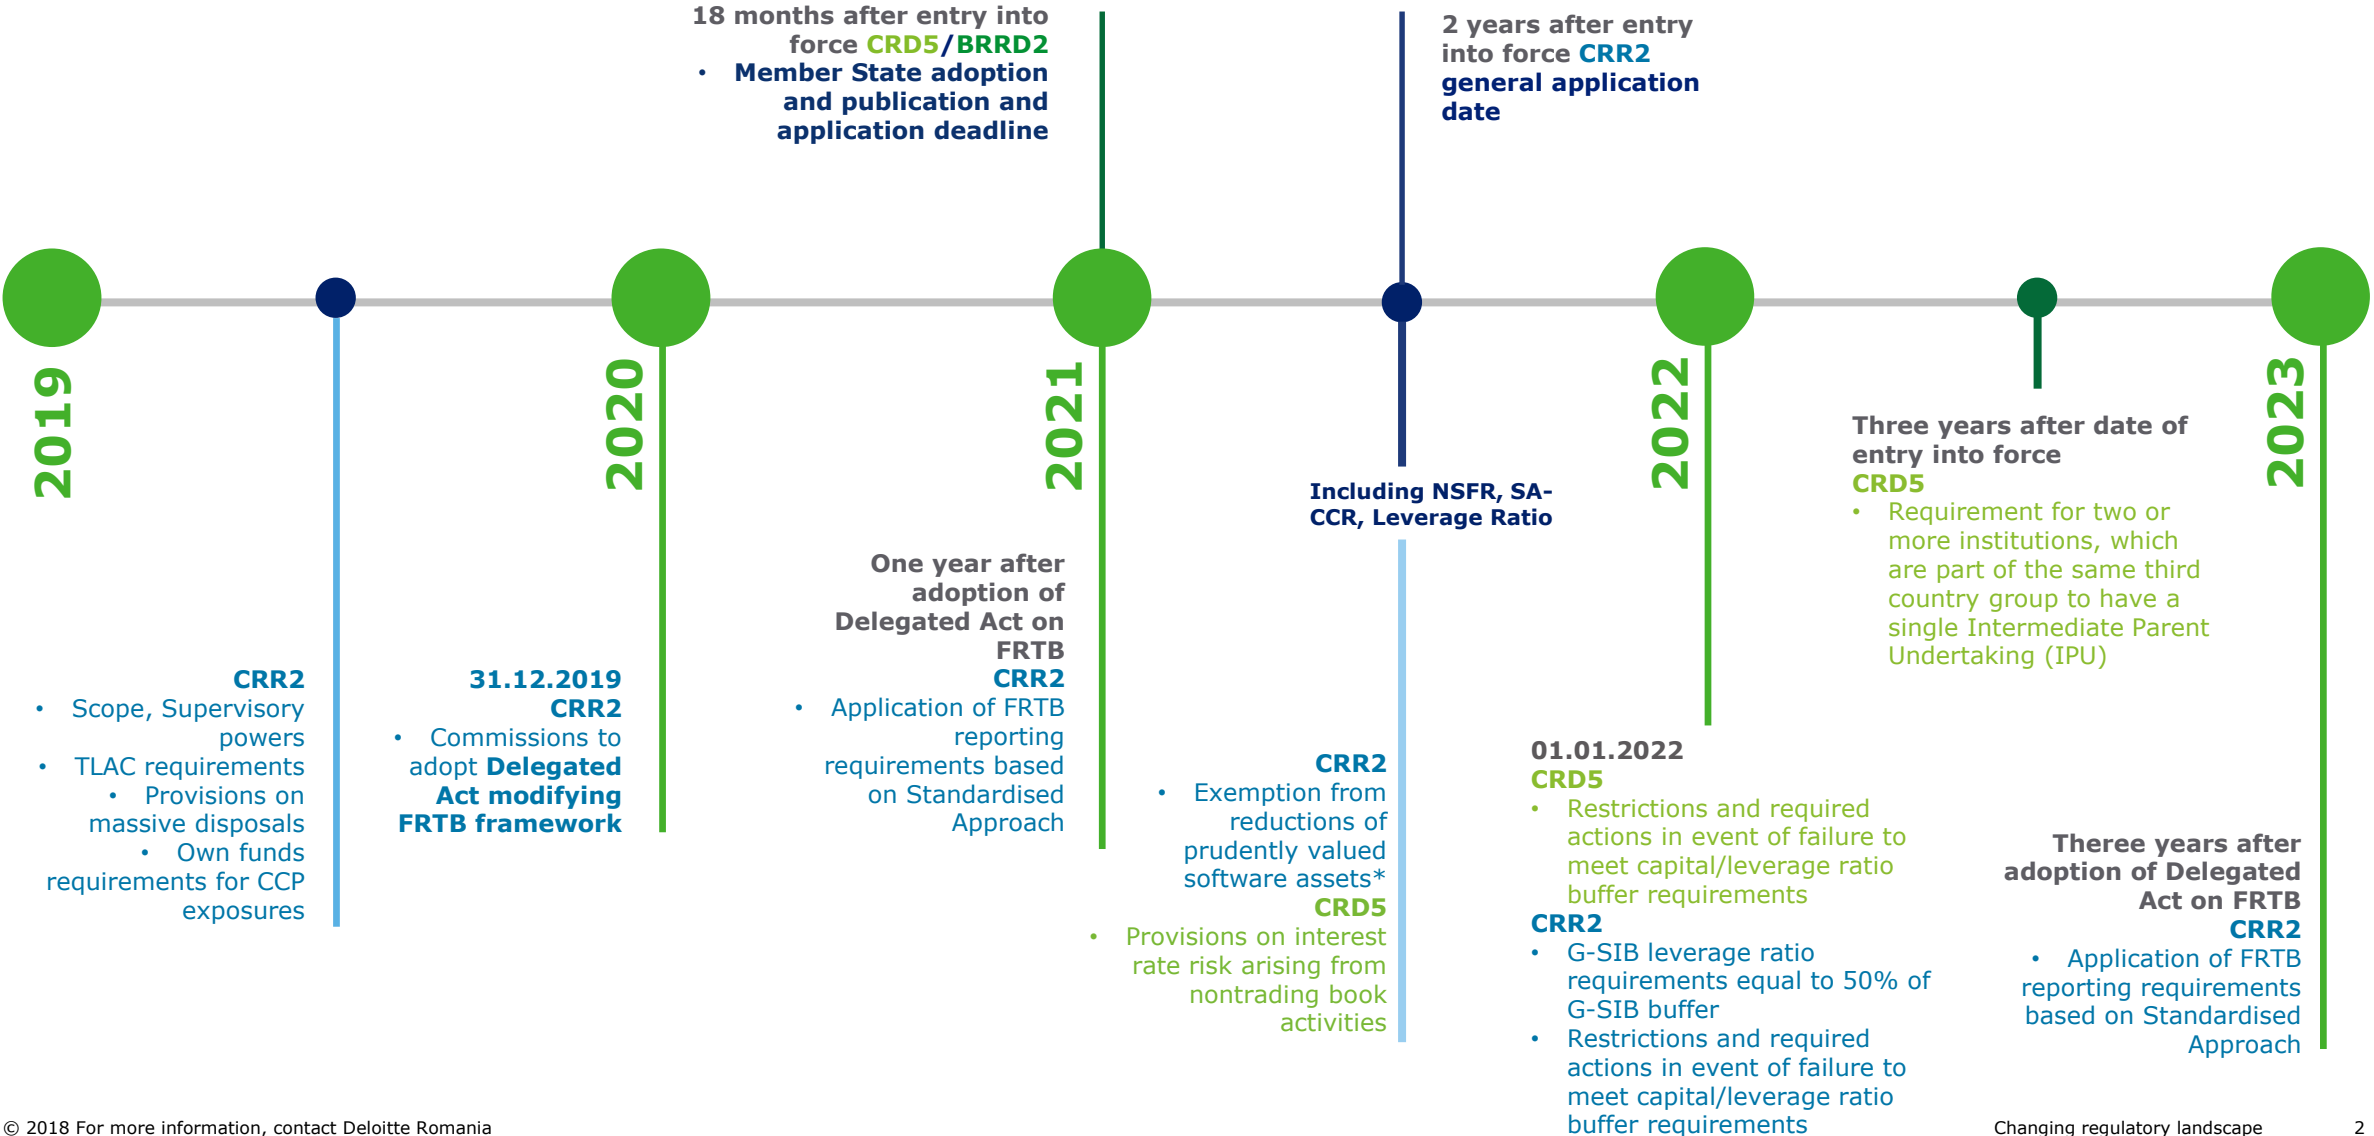 18 months after entry into
force CRD5/BRRD2
• Member State adoption
and publication and
application deadline
2 years after entry
into force CRR2
general application
date
2019
2020
2021
2022
2023
CRR2
• Scope, Supervisory
powers
• TLAC requirements
• Provisions on
massive disposals
• Own funds
requirements for CCP
exposures
31.12.2019
CRR2
• Commissions to
adopt Delegated
Act modifying
FRTB framework
One year after
adoption of
Delegated Act on
FRTB
CRR2
• Application of FRTB
reporting
requirements based
on Standardised
Approach
Including NSFR, SA-
CCR, Leverage Ratio
CRR2
• Exemption from
reductions of
prudently valued
software assets*
CRD5
• Provisions on interest
rate risk arising from
nontrading book
activities
01.01.2022
CRD5
• Restrictions and required
actions in event of failure to
meet capital/leverage ratio
buffer requirements
CRR2
• G-SIB leverage ratio
requirements equal to 50% of
G-SIB buffer
• Restrictions and required
actions in event of failure to
meet capital/leverage ratio
buffer requirements
Three years after date of
entry into force
CRD5
• Requirement for two or
more institutions, which
are part of the same third
country group to have a
single Intermediate Parent
Undertaking (IPU)
Theree years after
adoption of Delegated
Act on FRTB
CRR2
• Application of FRTB
reporting requirements
based on Standardised
Approach
© 2018 For more information, contact Deloitte Romania
Changing regulatory landscape 2